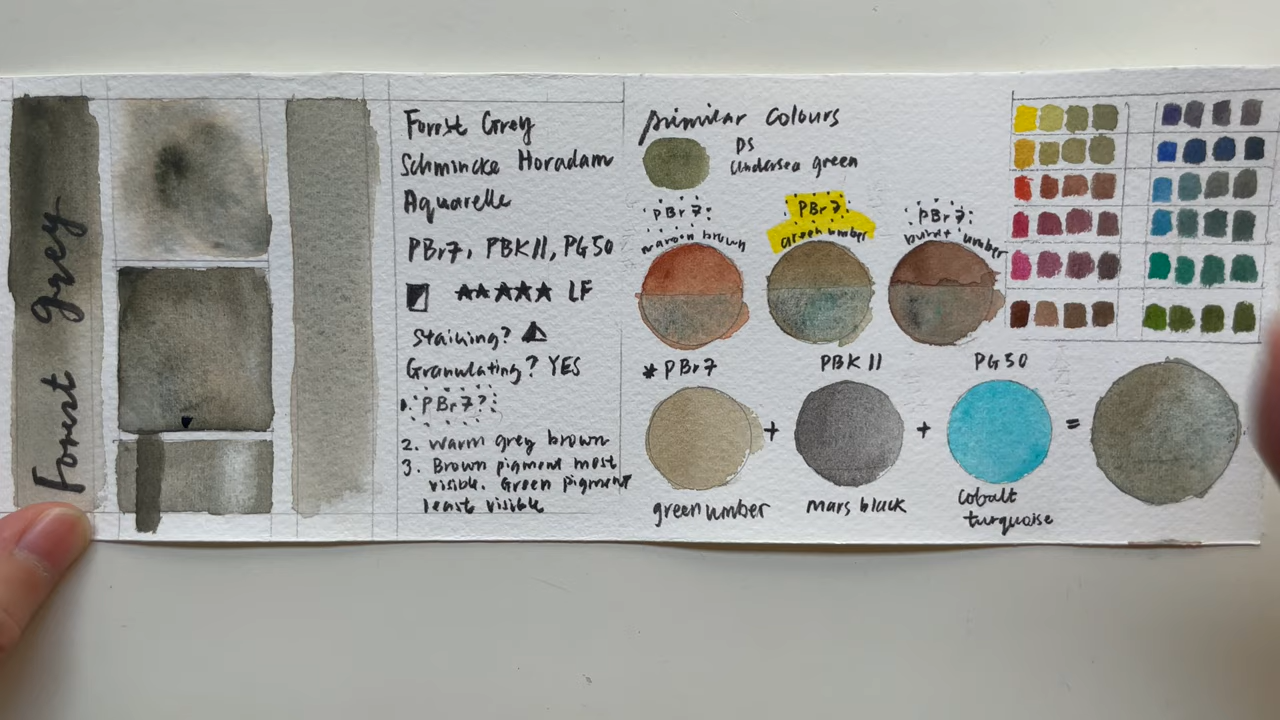 Forest grey
Forest Grey
Schmincke Horadam
Aquarelle
PBr7, PBK11, PG50
★★★★★ LF
Staining?
Granulating? YES
1. PBr7?
2. warm grey brown
3. Brown pigment most
visible. Green pigment
least visible
similar colours
DS
Undersea green
PBr7:
maroon brown
PBr7:
green umber
PBr7:
burnt umber
* PBr7
PBK11
PG50
+
+
=
green umber
mars black
cobalt
turquoise